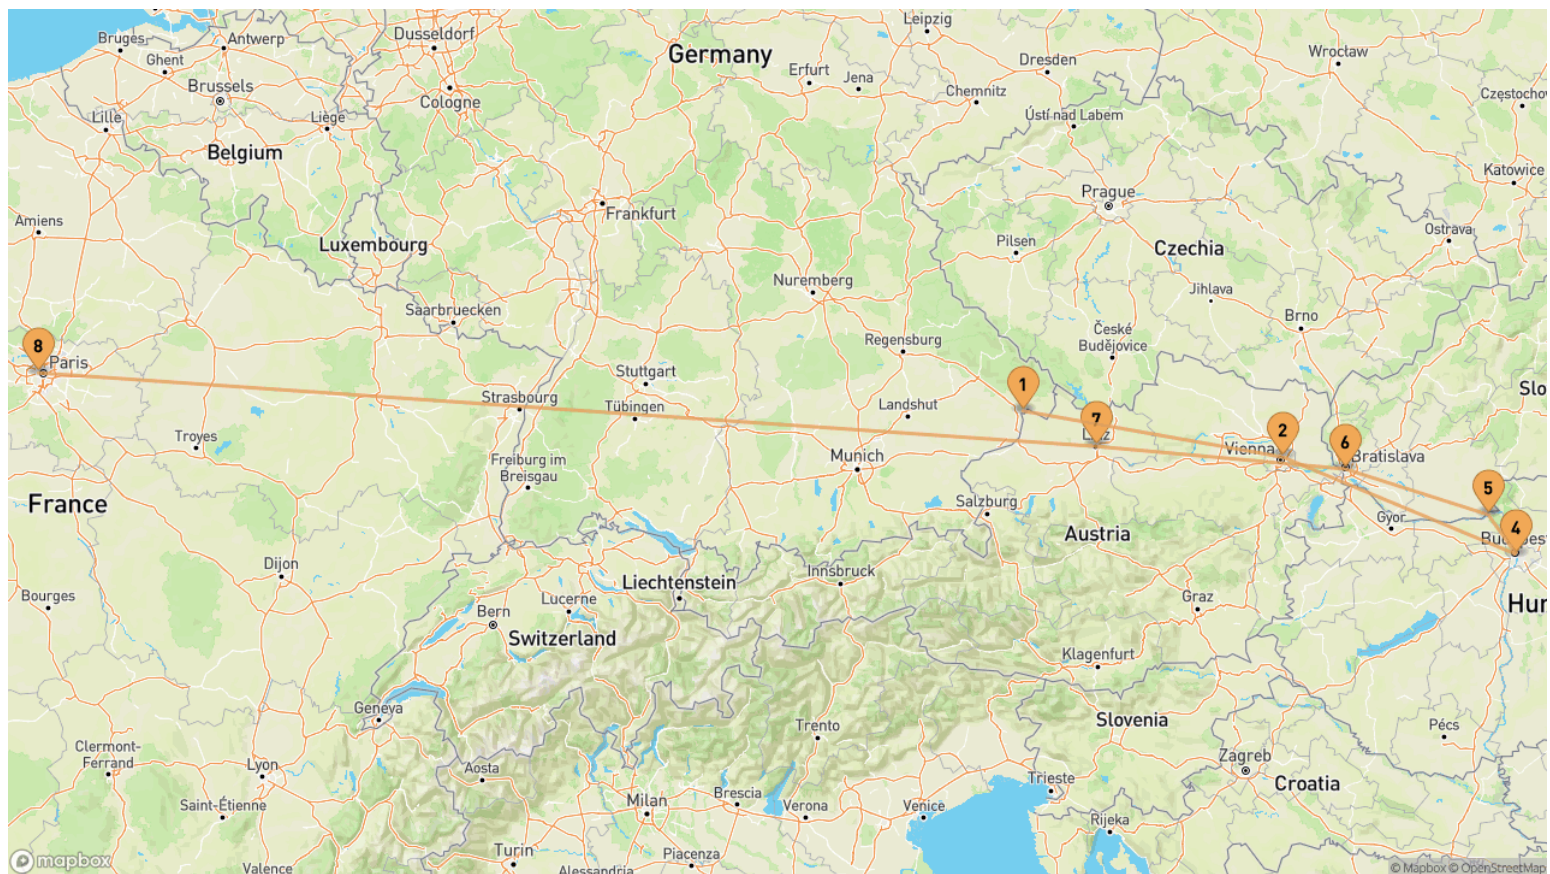 Bruges
Antwerp
Dusseldorf
Leipzig
Germany
Wrocław
Ghent
Dresden
Erfurt
Jena
Brussels
Cologne
Chemnitz
Częstochow
Lille
Liège
Ústí nad Labem
Belgium
Katowice
Prague
Frankfurt
Amiens
Ostrava
Luxembourg
Pilsen
Czechia
Nuremberg
Jihlava
Saarbruecken
Brno
České
Budějovice
Regensburg
8
Paris
Stuttgart
1
Slo
Strasbourg
Tübingen
Landshut
7
2
Troyes
6
Vienna
Munich
Bratislava
Freiburg im
Breisgau
5
France
Salzburg
Gyor
4
Austria
Dijon
Innsbruck
Liechtenstein
Bourges
Lucerne
Graz
Hun
Bern
Switzerland
Klagenfurt
Geneva
Trento
Slovenia
Pécs
Clermont-
Ferrand
Lyon
Aosta
Zagreb
Trieste
Croatia
Saint-Étienne
Milan
Brescia
Verona
Venice
Rijeka
Turin
Piacenza
mapbox
Valence
Alessandria
© Mapbox © OpenStreetMap